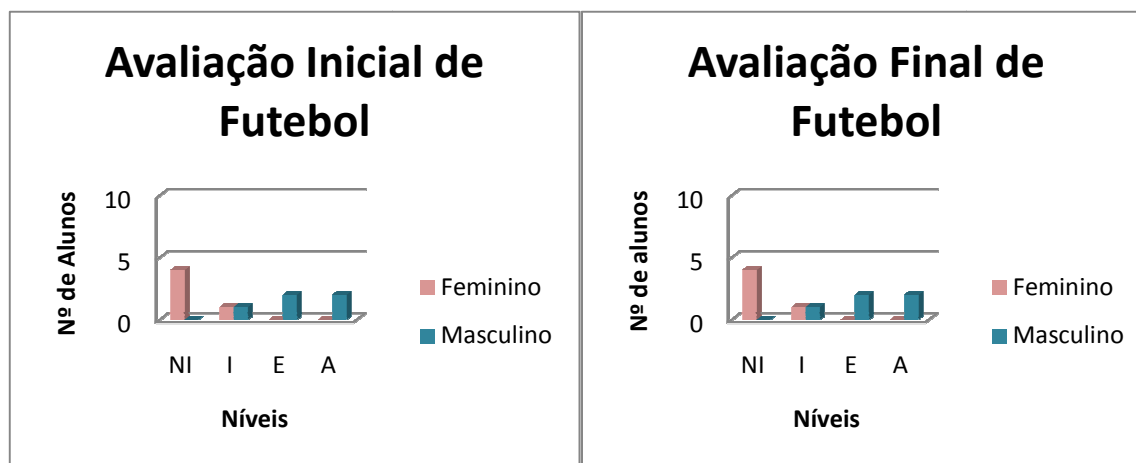 Avaliação Inicial de
Futebol
Nº de Alunos
10
5
0
NI I E A
Níveis
Feminino
Masculino
Avaliação Final de
Futebol
Nº de alunos
10
5
0
NI I E A
Níveis
Feminino
Masculino